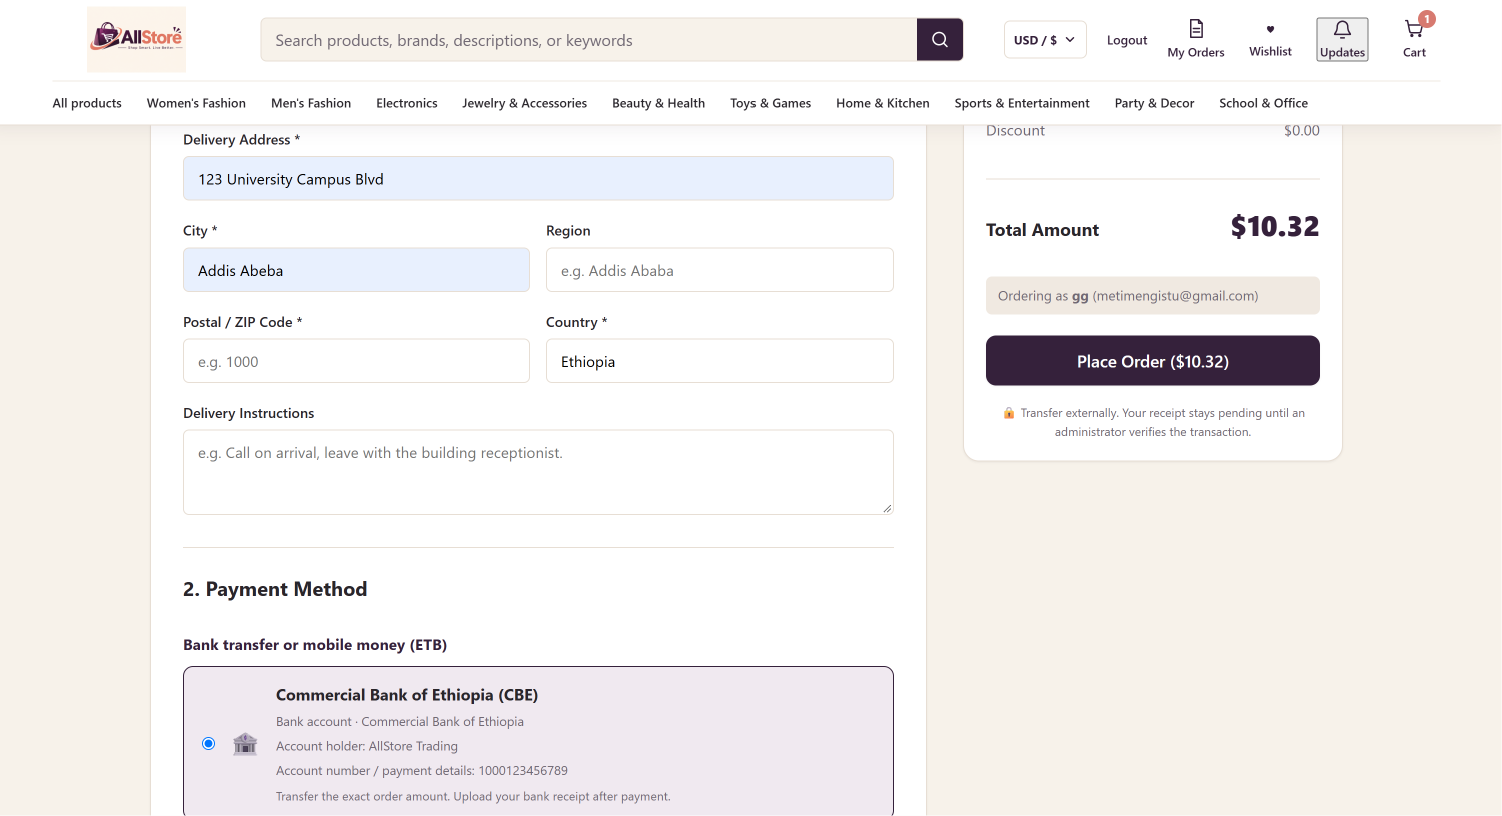 AllStore
Shop Smart. Live Better.
Search products, brands, descriptions, or keywords
USD / $
Logout
My Orders
Wishlist
Updates
1
Cart
All products
Women's Fashion
Men's Fashion
Electronics
Jewelry & Accessories
Beauty & Health
Toys & Games
Home & Kitchen
Sports & Entertainment
Party & Decor
School & Office
Delivery Address *
123 University Campus Blvd
City *
Addis Abeba
Region
e.g. Addis Ababa
Postal / ZIP Code *
e.g. 1000
Country *
Ethiopia
Delivery Instructions
e.g. Call on arrival, leave with the building receptionist.
2. Payment Method
Bank transfer or mobile money (ETB)
Commercial Bank of Ethiopia (CBE)
Bank account · Commercial Bank of Ethiopia
Account holder: AllStore Trading
Account number / payment details: 1000123456789
Transfer the exact order amount. Upload your bank receipt after payment.
Discount
$0.00
Total Amount
$10.32
Ordering as gg (metimengistu@gmail.com)
Place Order ($10.32)
Transfer externally. Your receipt stays pending until an
administrator verifies the transaction.